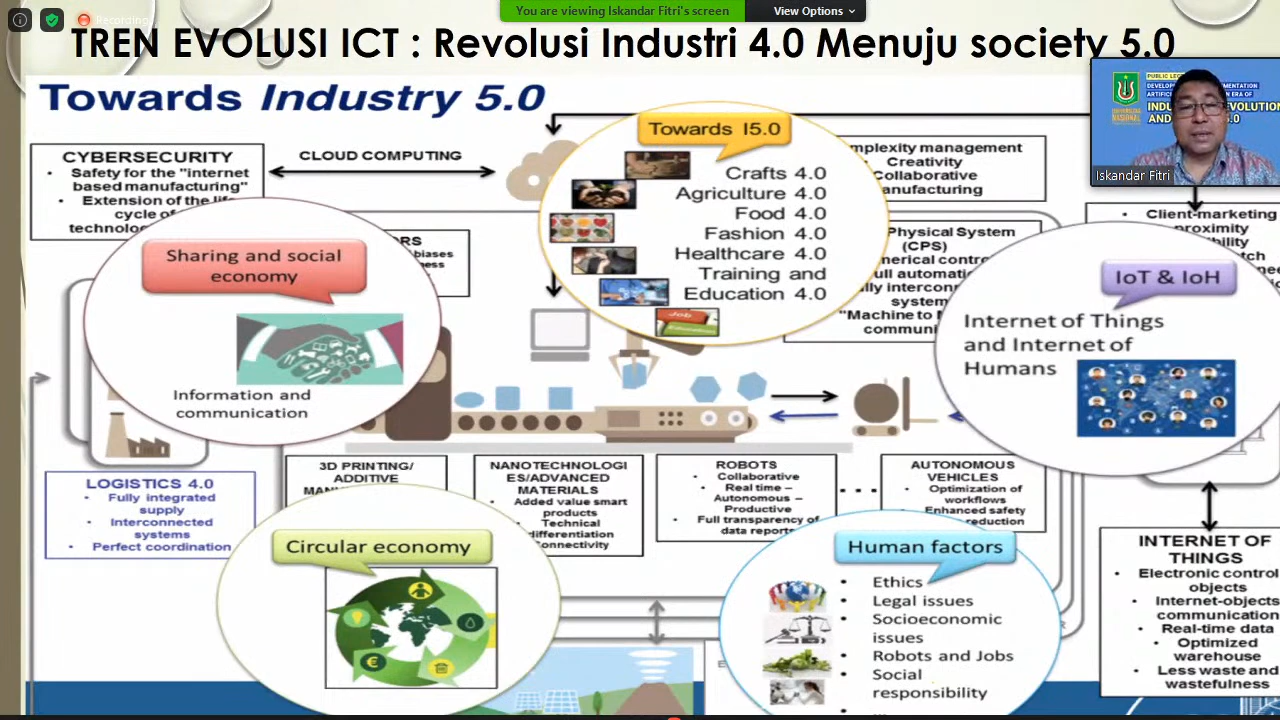 Recording
You are viewing Iskandar Fitri's screen
View Options
TREN EVOLUSI ICT : Revolusi Industri 4.0 Menuju society 5.0
Towards Industry 5.0
CYBERSECURITY
• Safety for the "internet
based manufacturing"
• Extension of the
cycle of
CLOUD COMPUTING
Towards I5.0
Crafts 4.0
Agriculture 4.0
Food 4.0
Fashion 4.0
Healthcare 4.0
Training and
Education 4.0
Job
Education
management
Creativity
PUBLIC
UNIVERSITAS
NASIONAL
Iskandar Fitri
• Client-marketing
proximity
Physical System
(CPS)
"Machine to
Sharing and social
economy
Information and
communication
IoT & IoH
Internet of Things
and Internet of
Humans
LOGISTICS 4.0
• Fully integrated
supply
• Interconnected
systems
• Perfect coordination
3D PRINTING/
ADDITIVE
NANOTECHNOLOGI
ES/ADVANCED
MATERIALS
• Added value smart
products
• Technical
differentiation
ROBOTS
• Collaborative
• Real time –
Autonomous –
Productive
• Full transparency of
data reports
AUTONOMOUS
VEHICLES
• Optimization of
workflows
Enhanced safety
reduction
Circular economy
Human factors
• Ethics
• Legal issues
• Socioeconomic
issues
• Robots and Jobs
• Social
responsibility
INTERNET OF
THINGS
• Electronic control
objects
• Internet-objects
communication
• Real-time data
• Optimized
warehouse
• Less waste and
wastefulness